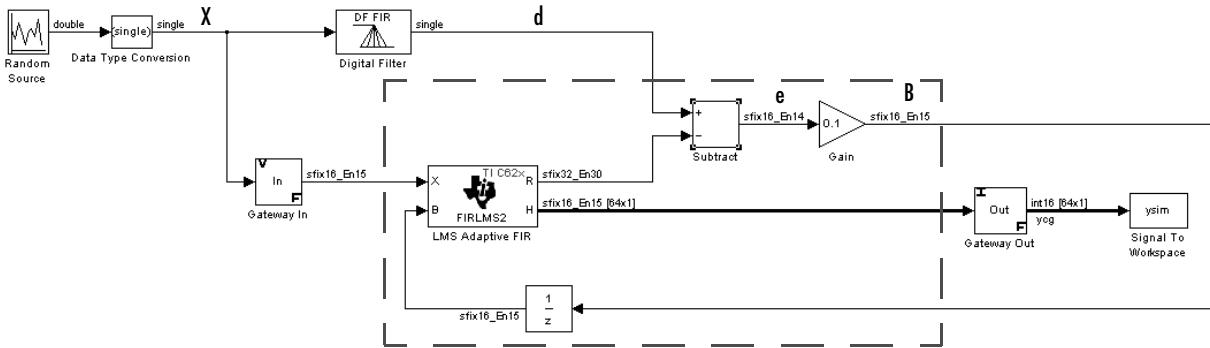 double
Random
Source
(single)
single
Data Type Conversion
X
DF FIR
single
Digital Filter
d
+
−
Subtract
e
sfix16_En14
0.1
Gain
B
sfix16_En15
V
In
F
Gateway In
sfix16_En15
TI C62x
X
R
B
H
FIRLMS2
LMS Adaptive FIR
sfix32_En30
sfix16_En15 [64x1]
I
Out
F
Gateway Out
int16 [64x1]
ycg
ysim
Signal To
Workspace
sfix16_En15
1
z